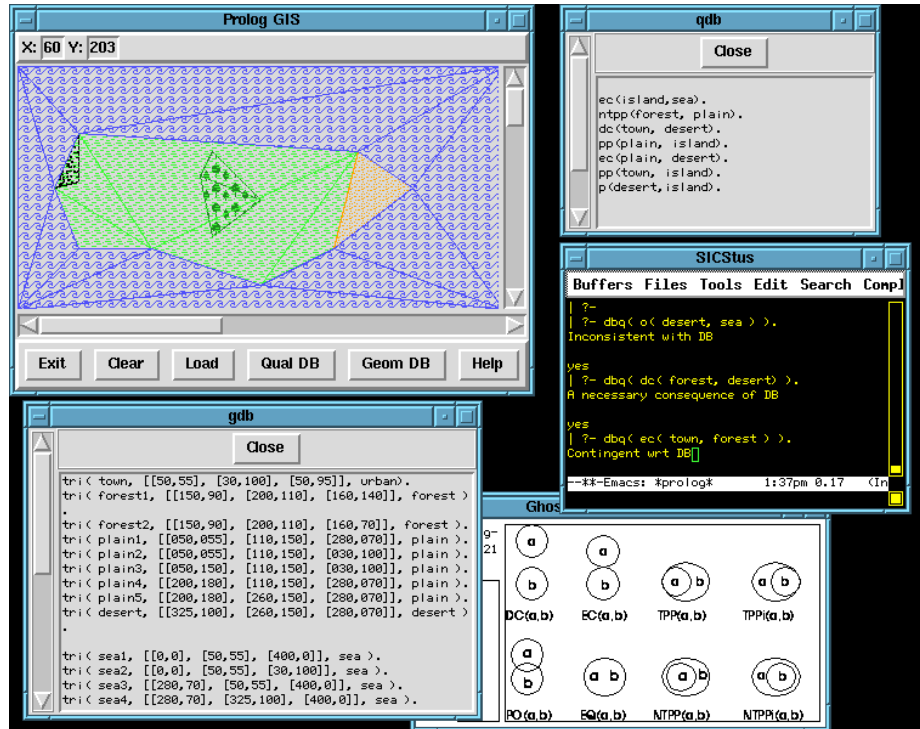 Prolog GIS
X: 60 Y: 203
Exit Clear Load Qual DB Geom DB Help
qdb
Close
ec(island,sea).
ntpp(forest, plain).
dc(town, desert).
pp(plain, island).
ec(plain, desert).
pp(town, island).
p(desert,island).
SICStus
Buffers Files Tools Edit Search Compl
| ?-
| ?- dbq( o( desert, sea ) ).
Inconsistent with DB
yes
| ?- dbq( dc( forest, desert) ).
A necessary consequence of DB
yes
| ?- dbq( ec( town, forest ) ).
Contingent wrt DB
--**-Emacs: *prolog* 1:37pm 0.17 (In
gdb
Close
tri( town, [[50,55], [30,100], [50,95]], urban).
tri( forest1, [[150,90], [200,110], [160,140]], forest )
.
tri( forest2, [[150,90], [200,110], [160,70]], forest ).
tri( plain1, [[050,055], [110,150], [280,070]], plain ).
tri( plain2, [[050,055], [110,150], [030,100]], plain ).
tri( plain3, [[050,150], [110,150], [030,100]], plain ).
tri( plain4, [[200,180], [110,150], [280,070]], plain ).
tri( plain5, [[200,180], [260,150], [280,070]], plain ).
tri( desert, [[325,100], [260,150], [280,070]], desert )
.
tri( sea1, [[0,0], [50,55], [400,0]], sea ).
tri( sea2, [[0,0], [50,55], [30,100]], sea ).
tri( sea3, [[280,70], [50,55], [400,0]], sea ).
tri( sea4, [[280,70], [325,100], [400,0]], sea ).
Ghos
9-
21
a a a b a b
b b
DC(a,b) EC(a,b) TPP(a,b) TPPi(a,b)
a
b a b a b a b
PO(a,b) EQ(a,b) NTPP(a,b) NTPPi(a,b)